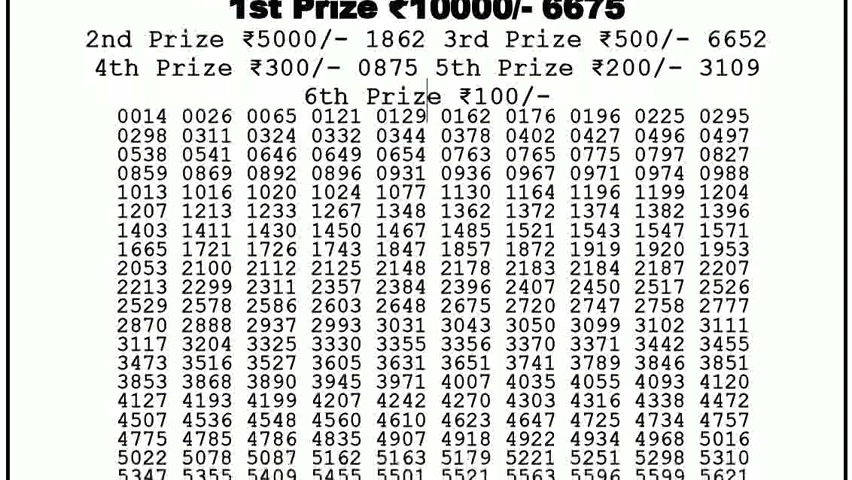 1st Prize ₹10000/- 6675
2nd Prize ₹5000/- 1862 3rd Prize ₹500/- 6652
4th Prize ₹300/- 0875 5th Prize ₹200/- 3109
6th Prize ₹100/-
0014 0026 0065 0121 0129 0162 0176 0196 0225 0295
0298 0311 0324 0332 0344 0378 0402 0427 0496 0497
0538 0541 0646 0649 0654 0763 0765 0775 0797 0827
0859 0869 0892 0896 0931 0936 0967 0971 0974 0988
1013 1016 1020 1024 1077 1130 1164 1196 1199 1204
1207 1213 1233 1267 1348 1362 1372 1374 1382 1396
1403 1411 1430 1450 1467 1485 1521 1543 1547 1571
1665 1721 1726 1743 1847 1857 1872 1919 1920 1953
2053 2100 2112 2125 2148 2178 2183 2184 2187 2207
2213 2299 2311 2357 2384 2396 2407 2450 2517 2526
2529 2578 2586 2603 2648 2675 2720 2747 2758 2777
2870 2888 2937 2993 3031 3043 3050 3099 3102 3111
3117 3204 3325 3330 3355 3356 3370 3371 3442 3455
3473 3516 3527 3605 3631 3651 3741 3789 3846 3851
3853 3868 3890 3945 3971 4007 4035 4055 4093 4120
4127 4193 4199 4207 4242 4270 4303 4316 4338 4472
4507 4536 4548 4560 4610 4623 4647 4725 4734 4757
4775 4785 4786 4835 4907 4918 4922 4934 4968 5016
5022 5078 5087 5162 5163 5179 5221 5251 5298 5310
5347 5355 5409 5455 5501 5521 5563 5596 5599 5621